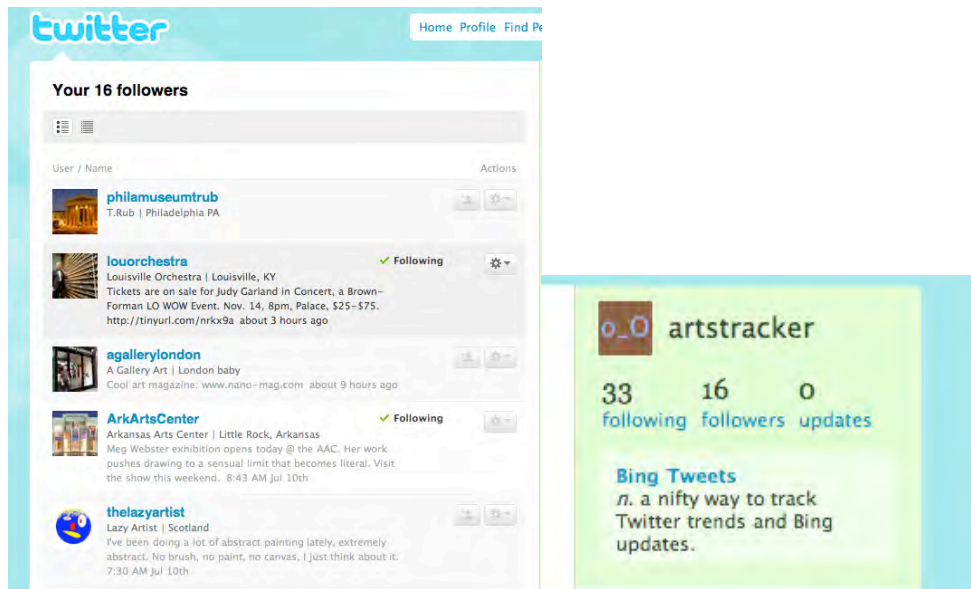 twitter
Home Profile Find Pe
Your 16 followers
User / Name Actions
philamuseumtrub
T.Rub | Philadelphia PA
louorchestra Following
Louisville Orchestra | Louisville, KY
Tickets are on sale for Judy Garland in Concert, a Brown-
Forman LO WOW Event. Nov. 14, 8pm, Palace, $25-$75.
http://tinyurl.com/nrkx9a about 3 hours ago
agallerylondon
A Gallery Art | London baby
Cool art magazine: www.nano-mag.com about 9 hours ago
ArkArtsCenter Following
Arkansas Arts Center | Little Rock, Arkansas
Meg Webster exhibition opens today @ the AAC. Her work
pushes drawing to a sensual limit that becomes literal. Visit
the show this weekend. 8:43 AM Jul 10th
thelazyartist
Lazy Artist | Scotland
I've been doing a lot of abstract painting lately, extremely
abstract. No brush, no paint, no canvas, I just think about it.
7:30 AM Jul 10th
o_O artstracker
33 16 0
following followers updates
Bing Tweets
n. a nifty way to track
Twitter trends and Bing
updates.